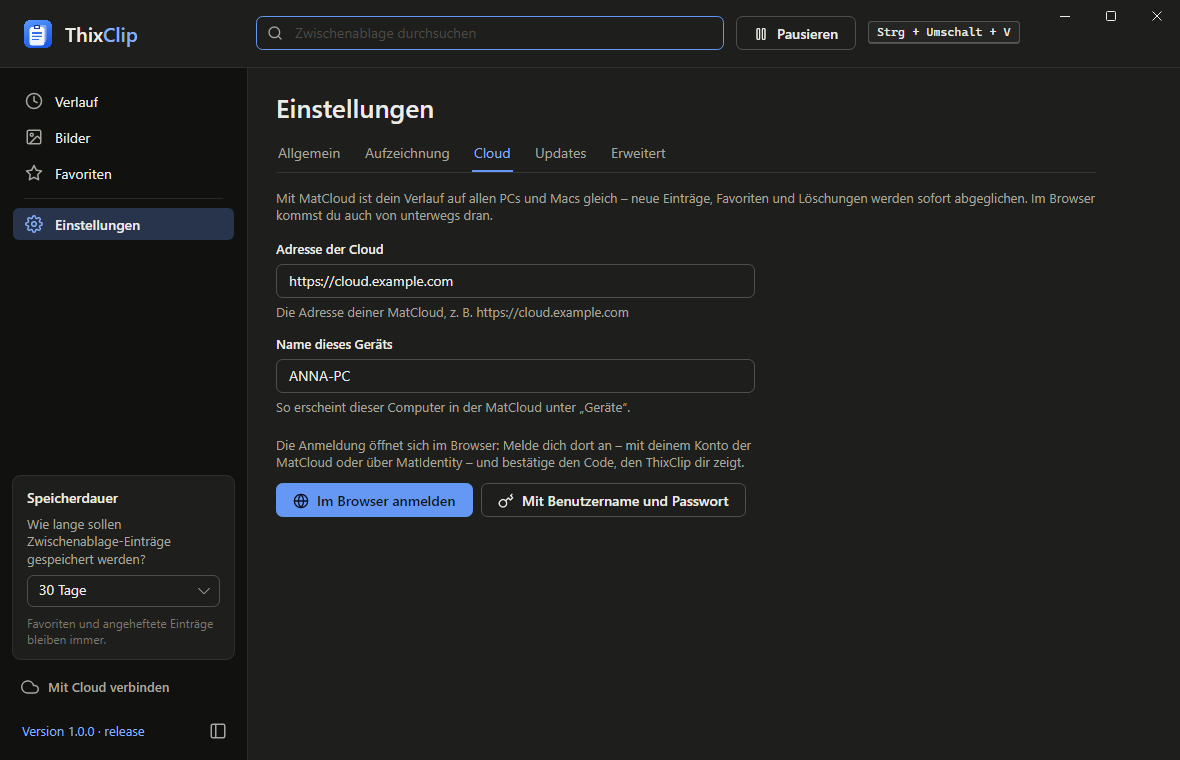 ThixClip
Zwischenablage durchsuchen
Pausieren
Strg + Umschalt + V
Verlauf
Bilder
Favoriten
Einstellungen
Einstellungen
Allgemein
Aufzeichnung
Cloud
Updates
Erweitert
Mit MatCloud ist dein Verlauf auf allen PCs und Macs gleich – neue Einträge, Favoriten und Löschungen werden sofort abgeglichen. Im Browser
kommst du auch von unterwegs dran.
Adresse der Cloud
https://cloud.example.com
Die Adresse deiner MatCloud, z. B. https://cloud.example.com
Name dieses Geräts
ANNA-PC
So erscheint dieser Computer in der MatCloud unter „Geräte“.
Die Anmeldung öffnet sich im Browser: Melde dich dort an – mit deinem Konto der
MatCloud oder über MatIdentity – und bestätige den Code, den ThixClip dir zeigt.
Im Browser anmelden
Mit Benutzername und Passwort
Speicherdauer
Wie lange sollen
Zwischenablage-Einträge
gespeichert werden?
30 Tage
Favoriten und angeheftete Einträge
bleiben immer.
Mit Cloud verbinden
Version 1.0.0 · release